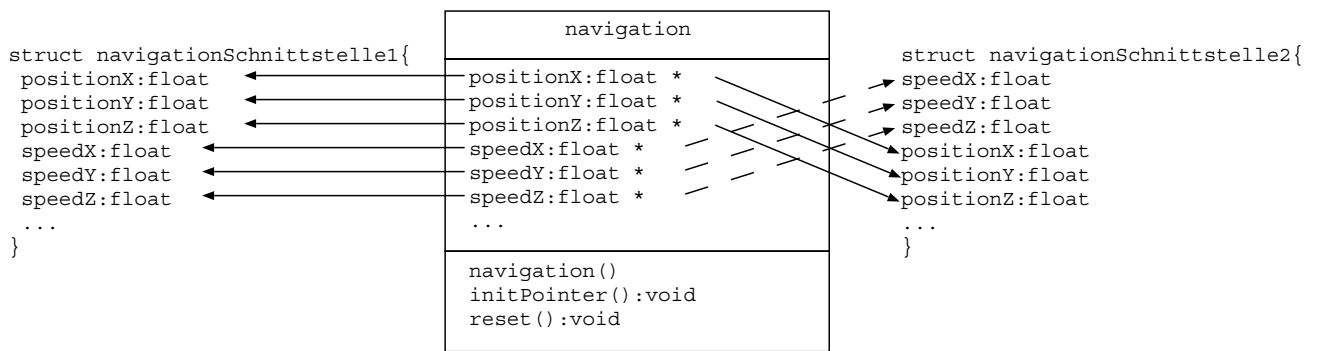 struct navigationSchnittstelle1{
positionX:float
positionY:float
positionZ:float
speedX:float
speedY:float
speedZ:float
...
}
navigation
positionX:float *
positionY:float *
positionZ:float *
speedX:float *
speedY:float *
speedZ:float *
...
navigation()
initPointer():void
reset():void
struct navigationSchnittstelle2{
speedX:float
speedY:float
speedZ:float
positionX:float
positionY:float
positionZ:float
...
}